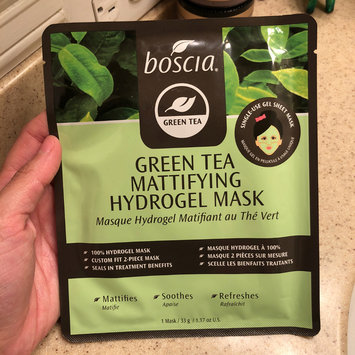 boscia®
GREEN TEA
SINGLE-USE GEL SHEET MASK
GREEN TEA
MATTIFYING
HYDROGEL MASK
Masque Hydrogel Matifiant au Thé Vert
100% HYDROGEL MASK
CUSTOM FIT 2-PIECE MASK
SEALS IN TREATMENT BENEFITS
MASQUE HYDROGEL À 100%
MASQUE 2 PIÈCES SUR MESURE
SCELLE LES BIENFAITS TRAITANTS
Mattifies Soothes Refreshes
Matifie Apaise Rafraîchit
1 Mask / 33 g / 1.17 oz U.S.